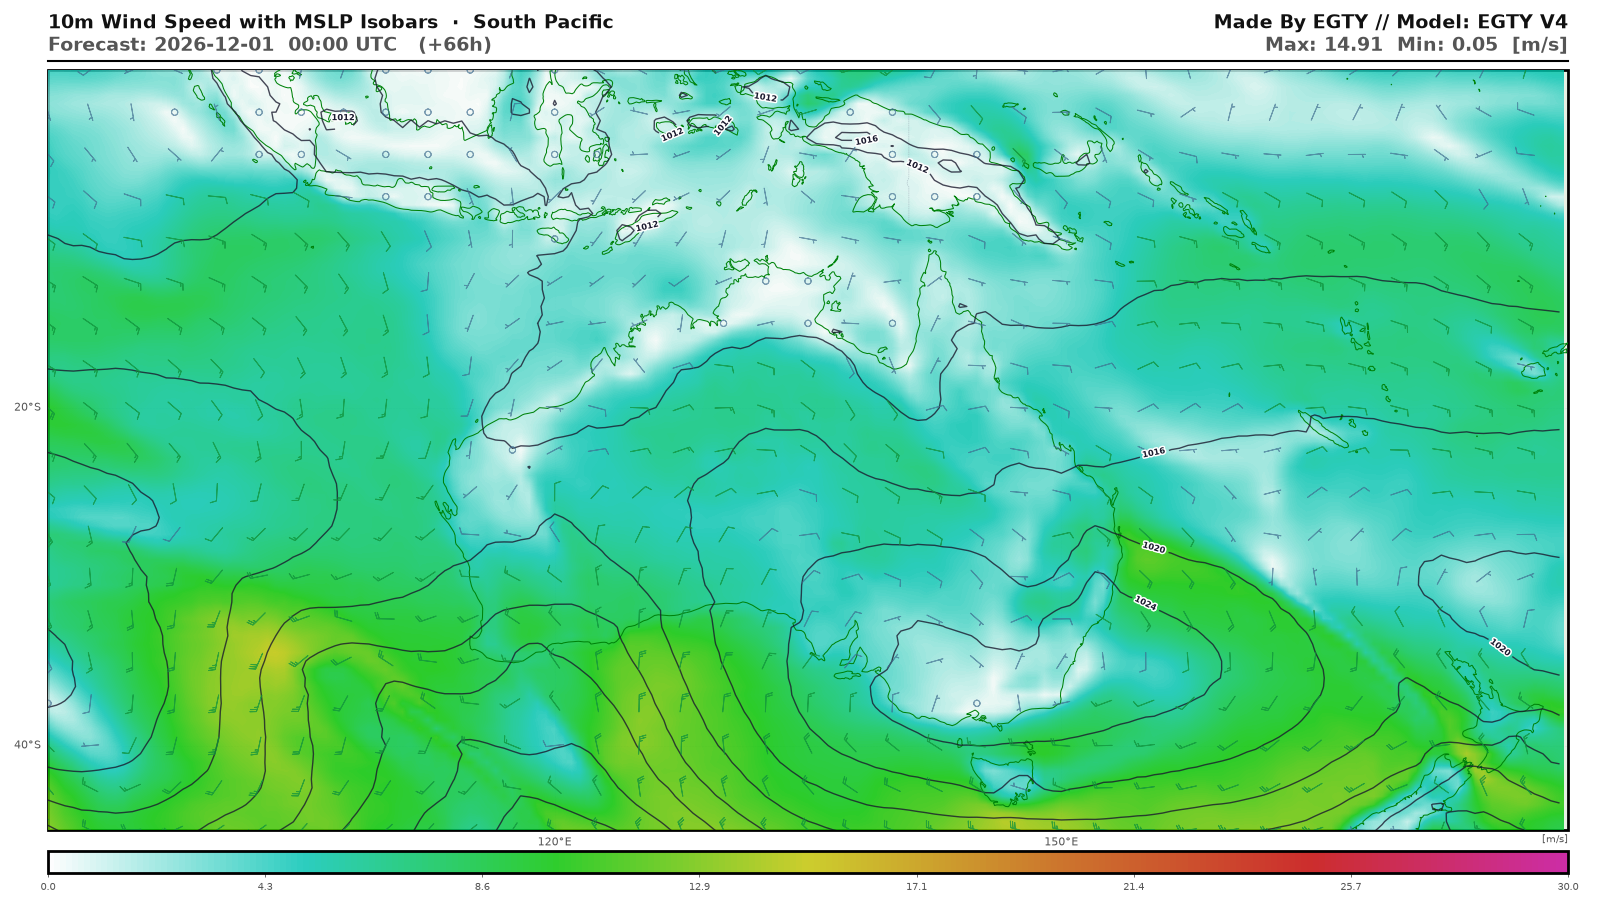 10m Wind Speed with MSLP Isobars · South Pacific
Made By EGTY // Model: EGTY V4
Forecast: 2026-12-01 00:00 UTC (+66h)
Max: 14.91 Min: 0.05 [m/s]
1012
1012
1012
1012
1016
1012
1012
20°S
1016
1020
1024
1020
40°S
120°E
150°E
[m/s]
0.0
4.3
8.6
12.9
17.1
21.4
25.7
30.0